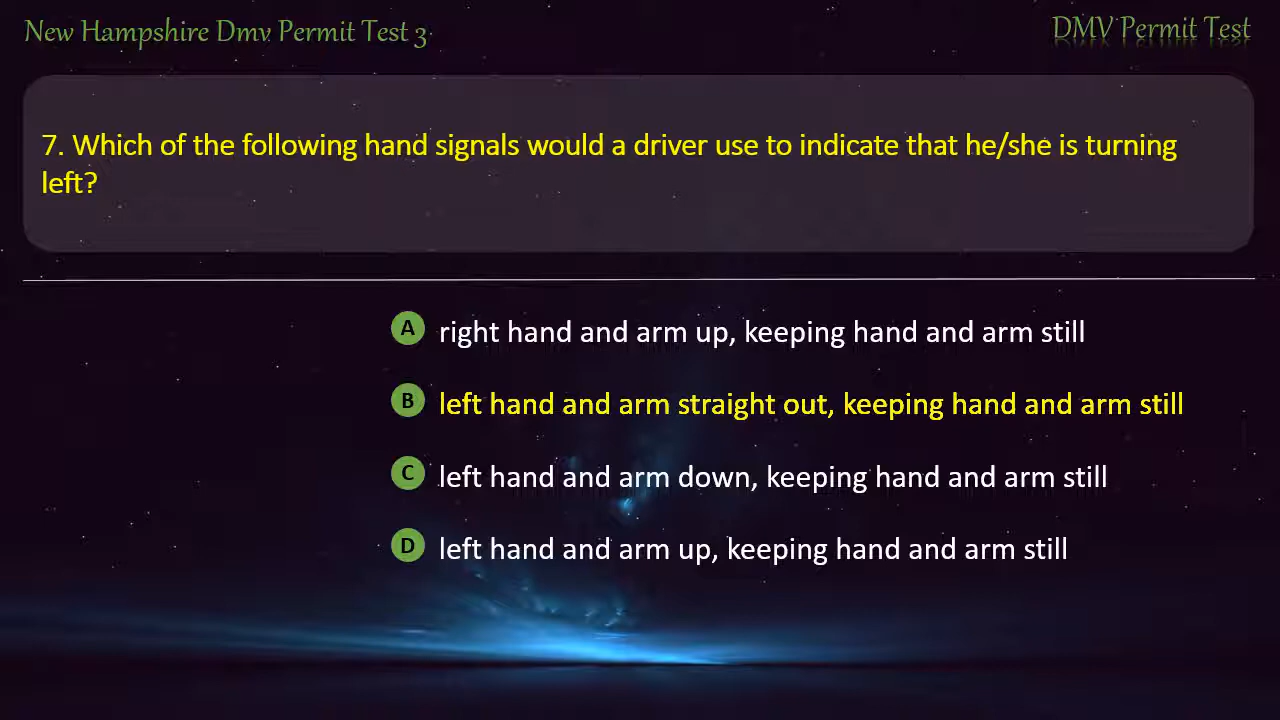 New Hampshire Dmv Permit Test 3
DMV Permit Test
7. Which of the following hand signals would a driver use to indicate that he/she is turning
left?
A right hand and arm up, keeping hand and arm still
B left hand and arm straight out, keeping hand and arm still
C left hand and arm down, keeping hand and arm still
D left hand and arm up, keeping hand and arm still